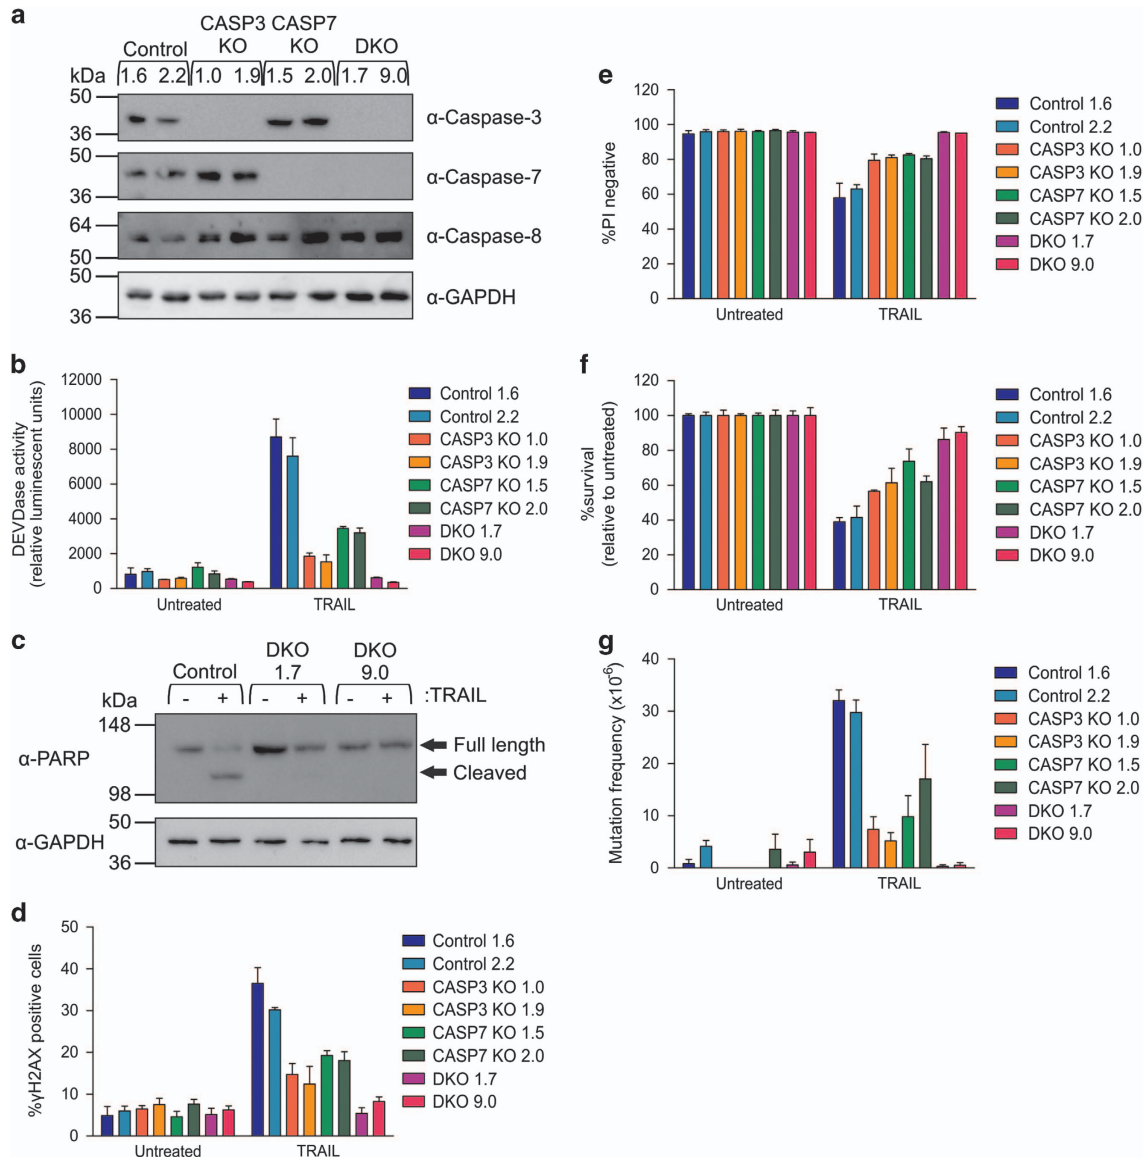 a
CASP3 CASP7
Control KO KO DKO
kDa 1.6 2.2 1.0 1.9 1.5 2.0 1.7 9.0
50
36
α-Caspase-3
50
36
α-Caspase-7
64
50
α-Caspase-8
50
36
α-GAPDH
b
DEVDase activity
(relative luminescent units)
12000
10000
8000
6000
4000
2000
0
Untreated TRAIL
Control 1.6
Control 2.2
CASP3 KO 1.0
CASP3 KO 1.9
CASP7 KO 1.5
CASP7 KO 2.0
DKO 1.7
DKO 9.0
c
DKO DKO
Control 1.7 9.0
kDa - + - + - + :TRAIL
148
α-PARP
98
Full length
Cleaved
50
α-GAPDH
36
d
%γH2AX positive cells
50
40
30
20
10
0
Untreated TRAIL
Control 1.6
Control 2.2
CASP3 KO 1.0
CASP3 KO 1.9
CASP7 KO 1.5
CASP7 KO 2.0
DKO 1.7
DKO 9.0
e
%PI negative
120
100
80
60
40
20
0
Untreated TRAIL
Control 1.6
Control 2.2
CASP3 KO 1.0
CASP3 KO 1.9
CASP7 KO 1.5
CASP7 KO 2.0
DKO 1.7
DKO 9.0
f
%survival
(relative to untreated)
120
100
80
60
40
20
0
Untreated TRAIL
Control 1.6
Control 2.2
CASP3 KO 1.0
CASP3 KO 1.9
CASP7 KO 1.5
CASP7 KO 2.0
DKO 1.7
DKO 9.0
g
Mutation frequency (x10-6)
40
30
20
10
0
Untreated TRAIL
Control 1.6
Control 2.2
CASP3 KO 1.0
CASP3 KO 1.9
CASP7 KO 1.5
CASP7 KO 2.0
DKO 1.7
DKO 9.0